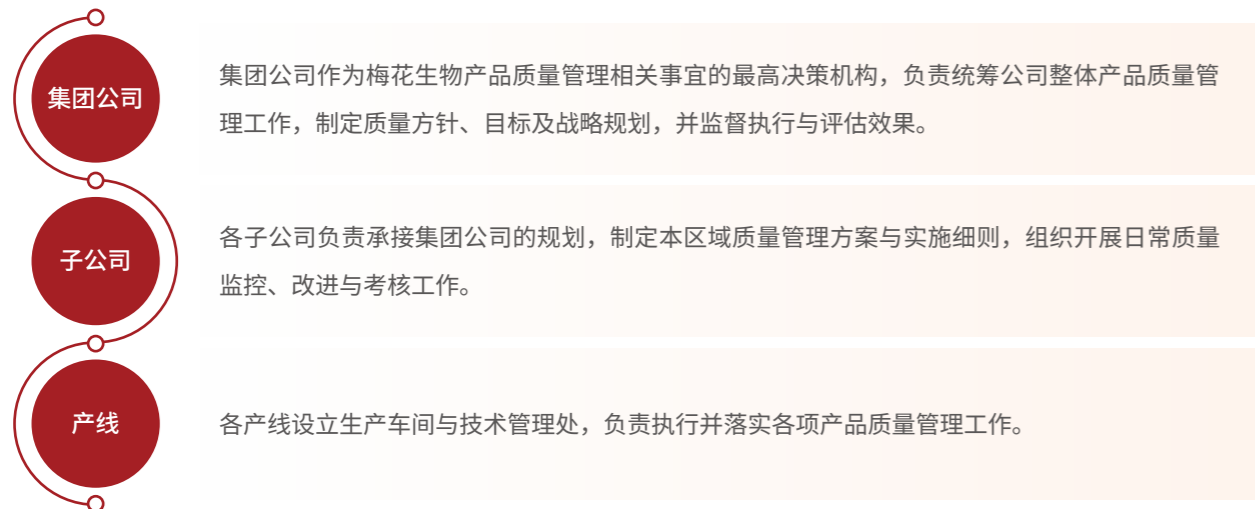 集团公司
集团公司作为梅花生物产品质量管理相关事宜的最高决策机构，负责统筹公司整体产品质量管
理工作，制定质量方针、目标及战略规划，并监督执行与评估效果。
子公司
各子公司负责承接集团公司的规划，制定本区域质量管理方案与实施细则，组织开展日常质量
监控、改进与考核工作。
产线
各产线设立生产车间与技术管理处，负责执行并落实各项产品质量管理工作。